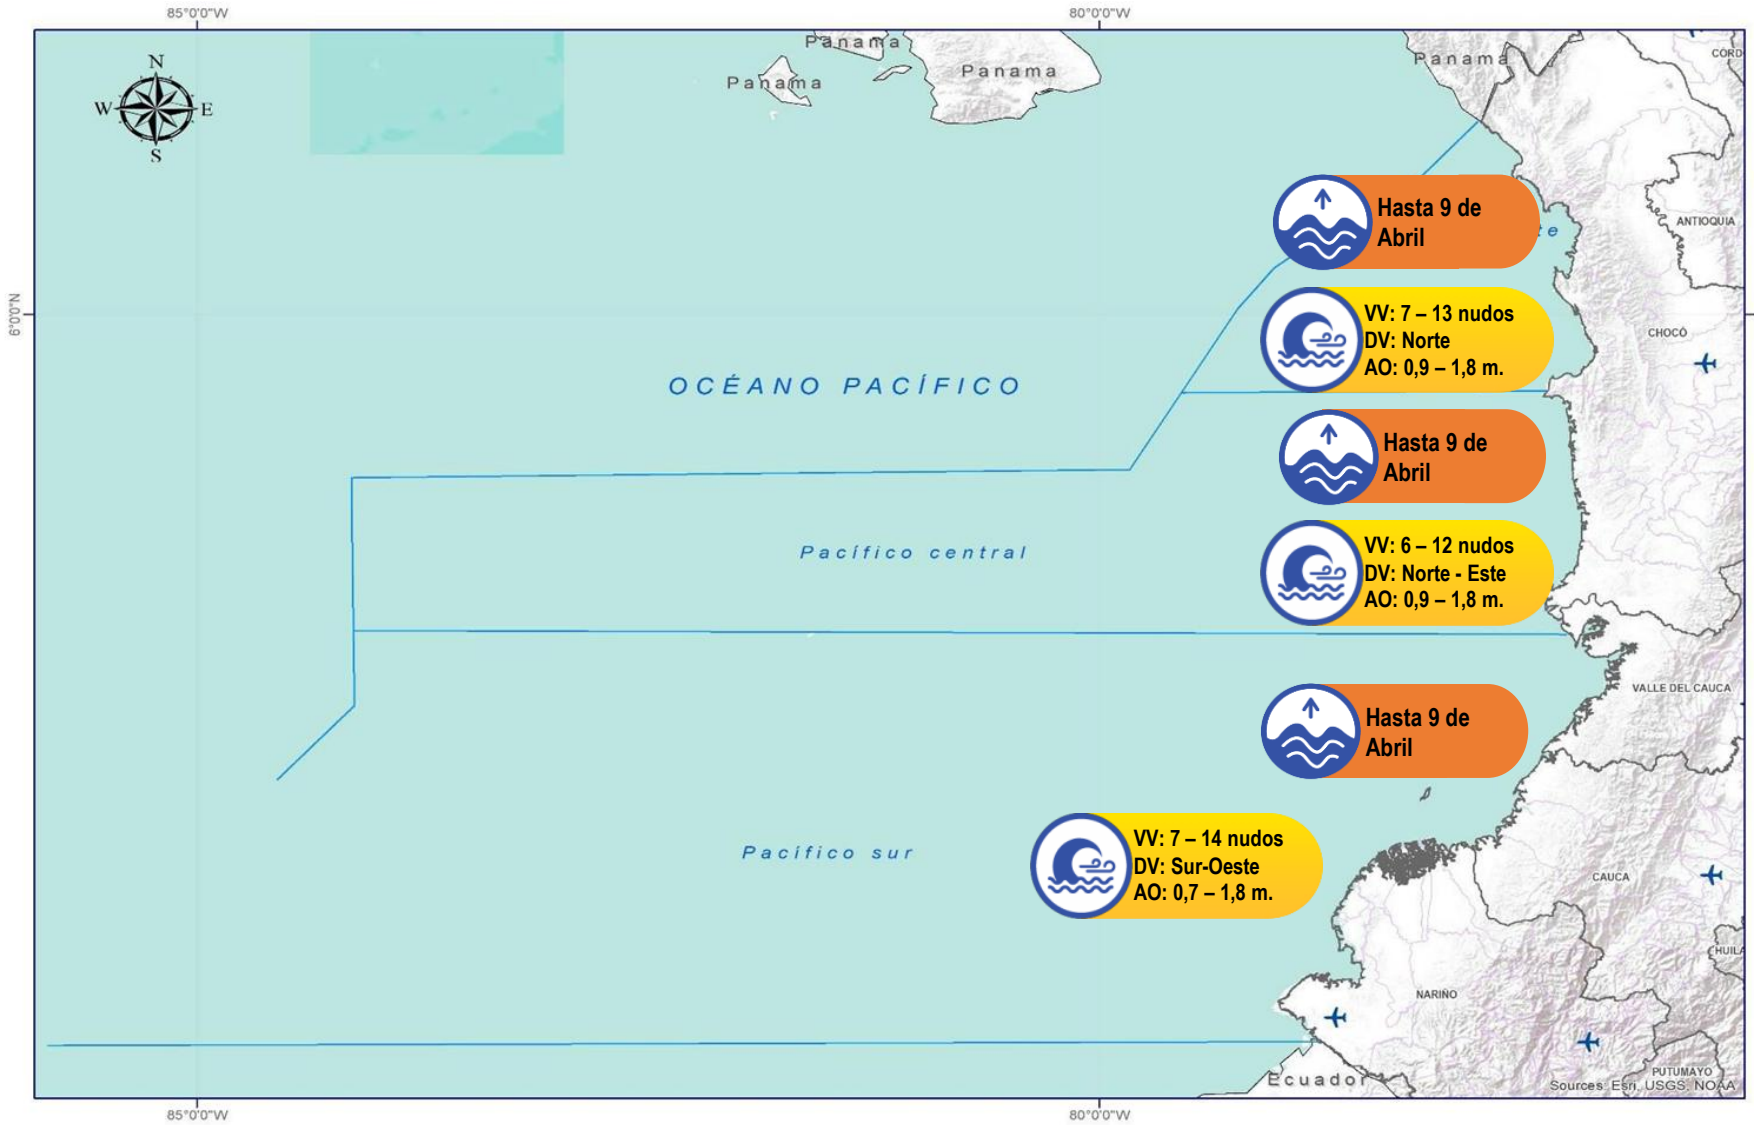 85°0'0"W
80°0'0"W
N
W
E
S
Panama
Panama
Panama
Panama
ANTIOQUIA
Hasta 9 de
Abril
6°0'0"N
VV: 7 – 13 nudos
DV: Norte
AO: 0,9 – 1,8 m.
CHOCÓ
OCÉANO PACÍFICO
Hasta 9 de
Abril
Pacífico central
VV: 6 – 12 nudos
DV: Norte - Este
AO: 0,9 – 1,8 m.
VALLE DEL CAUCA
Hasta 9 de
Abril
Pacífico sur
VV: 7 – 14 nudos
DV: Sur-Oeste
AO: 0,7 – 1,8 m.
CAUCA
HUILA
NARIÑO
PUTUMAYO
Ecuador
Sources: Esri, USGS, NOAA
85°0'0"W
80°0'0"W